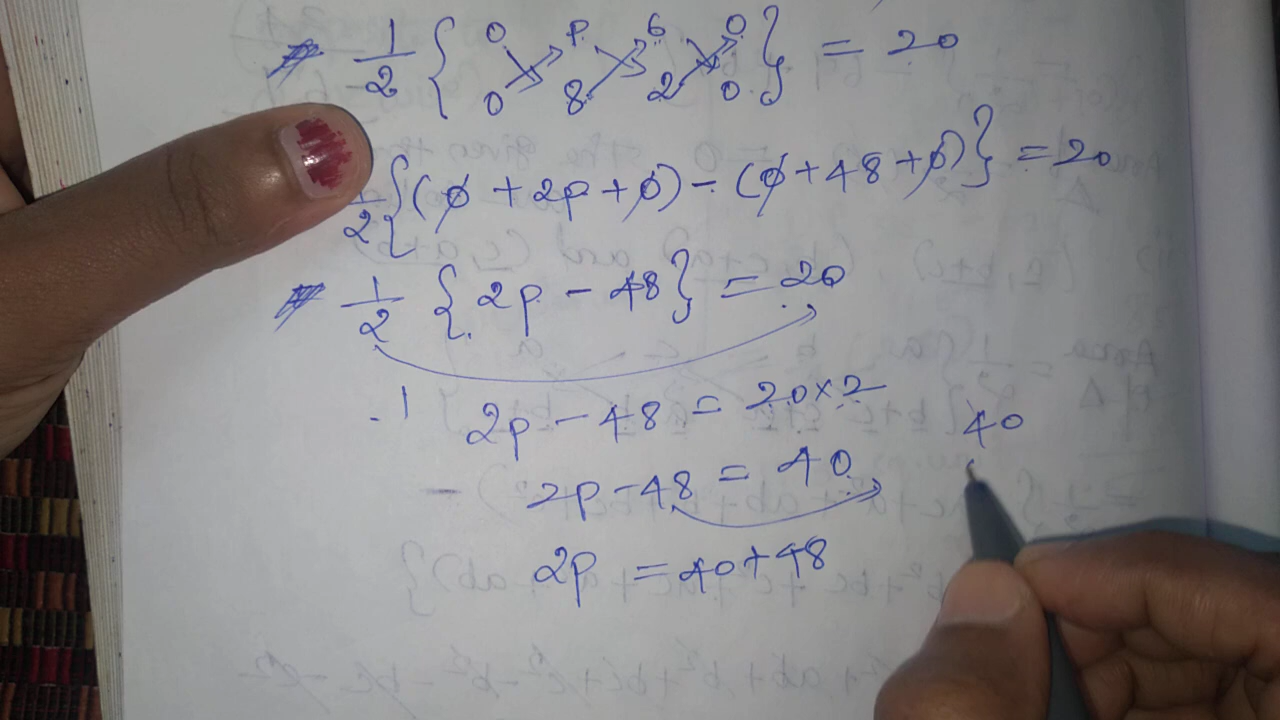 1/2 { 0 P 6 0 } = 20
0 8 2 0
1/2 { (0 + 2p + 0) - (0 + 48 + 0) } = 20
1/2 { 2p - 48 } = 20
2p - 48 = 20 × 2
40
2p - 48 = 40
2p = 40 + 48